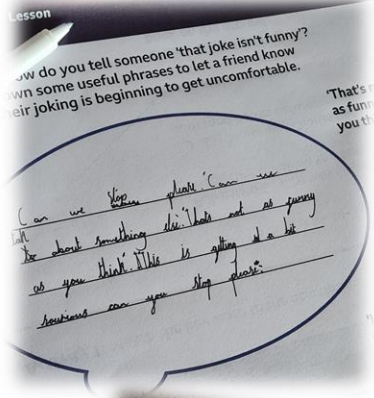 Lesson
ow do you tell someone 'that joke isn't funny'?
own some useful phrases to let a friend know
heir joking is beginning to get uncomfortable.
'That's
as funn
you th
Can we stop please." Can we
talk about something else." Thats not as funny
as you think". "This is getting a bit
sourious can you stop please".